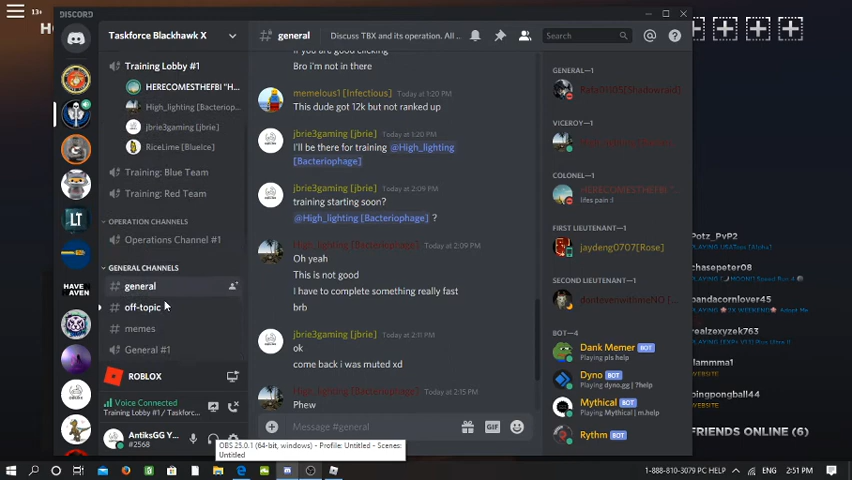 13+
DISCORD
Taskforce Blackhawk X
Training Lobby #1
HERECOMESTHEFBI "H...
High_lighting [Bacteriop...
jbrie3gaming [jbrie]
RiceLime [BlueIce]
Training: Blue Team
Training: Red Team
OPERATION CHANNELS
Operations Channel #1
GENERAL CHANNELS
# general
# off-topic
# memes
General #1
ROBLOX
Voice Connected
Training Lobby #1 / Taskforc...
AntiksGG Y...
#2568
# general
Discuss TBX and its operation. All ..
Search
If you are good clicking
Bro i'm not in there
memelous1 [Infectious] Today at 1:20 PM
This dude got 12k but not ranked up
jbrie3gaming [jbrie] Today at 1:20 PM
I'll be there for training @High_lighting
[Bacteriophage]
jbrie3gaming [jbrie] Today at 2:09 PM
training starting soon?
@High_lighting [Bacteriophage] ?
High_lighting [Bacteriophage] Today at 2:09 PM
Oh yeah
This is not good
I have to complete something really fast
brb
jbrie3gaming [jbrie] Today at 2:11 PM
ok
come back i was muted xd
High_lighting [Bacteriophage] Today at 2:15 PM
Phew
Message #general
GIF
OBS 25.0.1 (64-bit, windows) - Profile: Untitled - Scenes:
Untitled
GENERAL—1
VICEROY—1
COLONEL—1
HERECOMESTHEFBI "...
lifes pain :(
FIRST LIEUTENANT—1
jaydeng0707[Rose]
SECOND LIEUTENANT—1
BOT—4
Dank Memer BOT
Playing pls help
Dyno BOT
Playing dyno.gg | ?help
Mythical BOT
Playing Mythical | m.help
Rythm BOT
HAVE
AVEN
LT
Potz_PvP2
chasepeter08
pandacornlover45
realzyxzek763
flammma1
WEBSITE
pingpongbill44
WEBSITE
FRIENDS ONLINE (6)
1-888-810-3079 PC HELP
ENG
2:51 PM